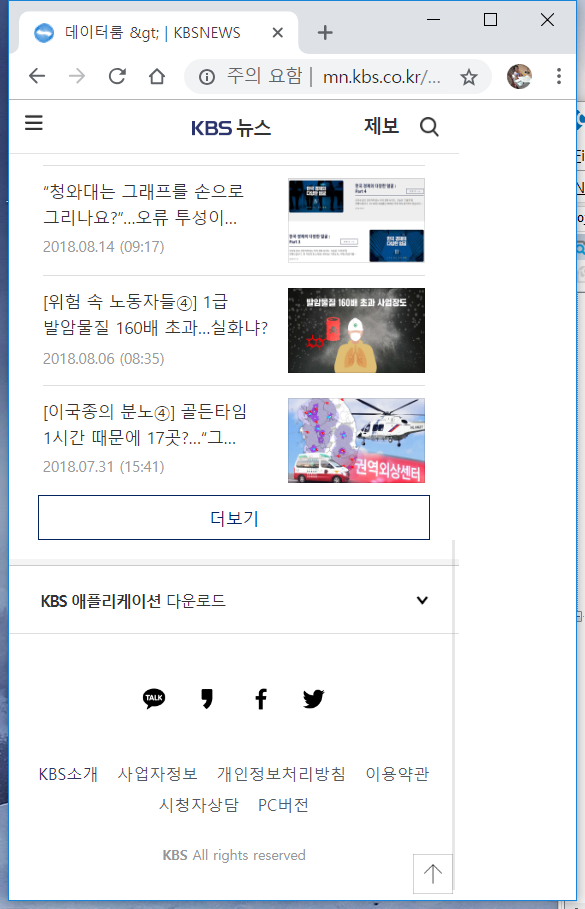 데이터룸 &gt; | KBSNEWS
주의 요함 | mn.kbs.co.kr/...
KBS 뉴스
제보
“청와대는 그래프를 손으로
그리나요?”…오류 투성이…
2018.08.14 (09:17)
[위험 속 노동자들④] 1급
발암물질 160배 초과…실화냐?
2018.08.06 (08:35)
발암물질 160배 초과 사업장도
[이국종의 분노④] 골든타임
1시간 때문에 17곳?…“그…
2018.07.31 (15:41)
권역외상센터
더보기
KBS 애플리케이션 다운로드
TALK
KBS소개 사업자정보 개인정보처리방침 이용약관
시청자상담 PC버전
KBS All rights reserved